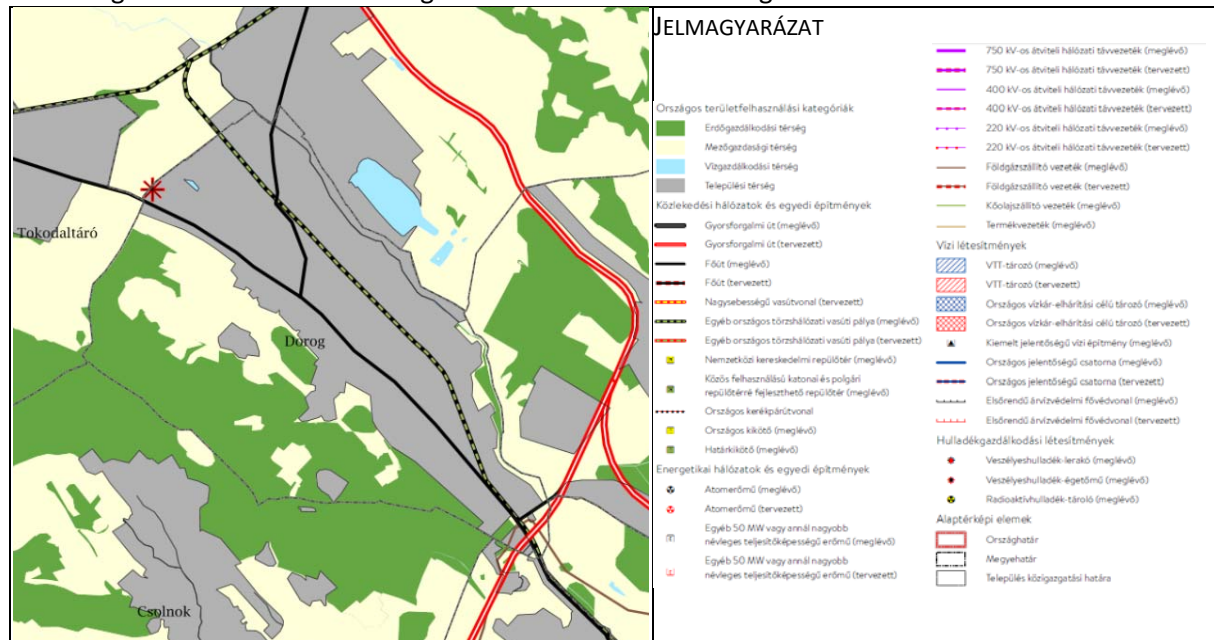 JELMAGYARÁZAT
Tokodaltáró
Dorog
Csolnok
Országos területfelhasználási kategóriák
Erdőgazdálkodási térség
Mezőgazdasági térség
Vízgazdálkodási térség
Települési térség
Közlekedési hálózatok és egyedi építmények
Gyorsforgalmi út (meglévő)
Gyorsforgalmi út (tervezett)
Főút (meglévő)
Főút (tervezett)
Nagysebességű vasútvonal (tervezett)
Egyéb országos törzshálózati vasúti pálya (meglévő)
Egyéb országos törzshálózati vasúti pálya (tervezett)
Nemzetközi kereskedelmi repülőtér (meglévő)
Közös felhasználású katonai és polgári
repülőtérré fejleszthető repülőtér (meglévő)
Országos kerékpárútvonal
Országos kikötő (meglévő)
Határkikötő (meglévő)
Energetikai hálózatok és egyedi építmények
Atomerőmű (meglévő)
Atomerőmű (tervezett)
Egyéb 50 MW vagy annál nagyobb
névleges teljesítőképességű erőmű (meglévő)
Egyéb 50 MW vagy annál nagyobb
névleges teljesítőképességű erőmű (tervezett)
750 kV-os átviteli hálózati távvezeték (meglévő)
750 kV-os átviteli hálózati távvezeték (tervezett)
400 kV-os átviteli hálózati távvezeték (meglévő)
400 kV-os átviteli hálózati távvezeték (tervezett)
220 kV-os átviteli hálózati távvezeték (meglévő)
220 kV-os átviteli hálózati távvezeték (tervezett)
Földgázszállító vezeték (meglévő)
Földgázszállító vezeték (tervezett)
Kőolajszállító vezeték (meglévő)
Termékvezeték (meglévő)
Vízi létesítmények
VTT-tározó (meglévő)
VTT-tározó (tervezett)
Országos vízkár-elhárítási célú tározó (meglévő)
Országos vízkár-elhárítási célú tározó (tervezett)
Kiemelt jelentőségű vízi építmény (meglévő)
Országos jelentőségű csatorna (meglévő)
Országos jelentőségű csatorna (tervezett)
Elsőrendű árvízvédelmi fővédvonal (meglévő)
Elsőrendű árvízvédelmi fővédvonal (tervezett)
Hulladékgazdálkodási létesítmények
Veszélyeshulladék-lerakó (meglévő)
Veszélyeshulladék-égetőmű (meglévő)
Radioaktívhulladék-tároló (meglévő)
Alaptérképi elemek
Országhatár
Megyehatár
Település közigazgatási határa